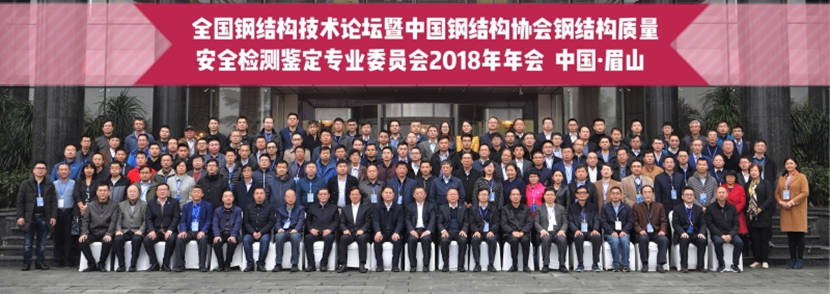 全国钢结构技术论坛暨中国钢结构协会钢结构质量
安全检测鉴定专业委员会2018年年会 中国·眉山